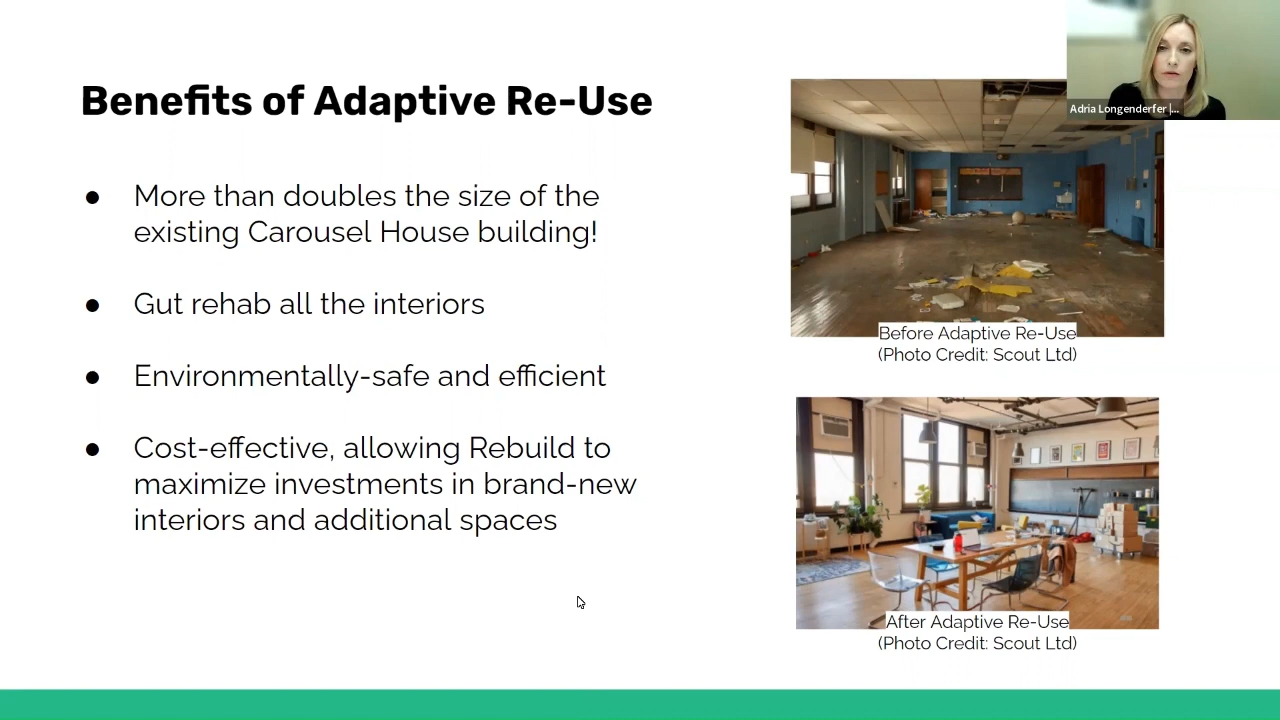 Benefits of Adaptive Re-Use
● More than doubles the size of the
existing Carousel House building!
● Gut rehab all the interiors
● Environmentally-safe and efficient
● Cost-effective, allowing Rebuild to
maximize investments in brand-new
interiors and additional spaces
Adria Longenderfer |...
Before Adaptive Re-Use
(Photo Credit: Scout Ltd)
After Adaptive Re-Use
(Photo Credit: Scout Ltd)